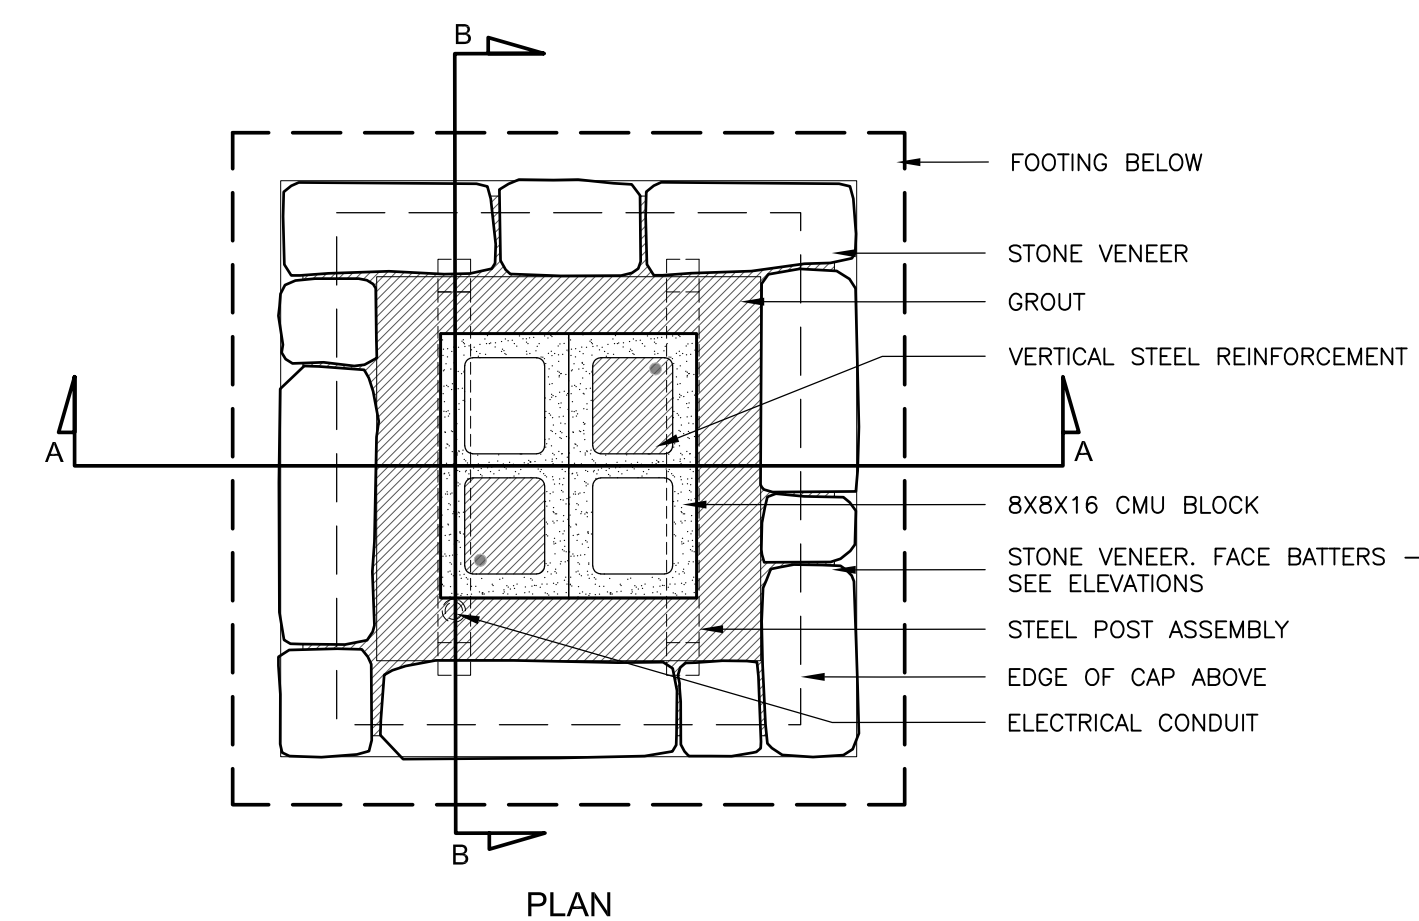 B
FOOTING BELOW
STONE VENEER
GROUT
VERTICAL STEEL REINFORCEMENT
A
A
8X8X16 CMU BLOCK
STONE VENEER. FACE BATTERS –
SEE ELEVATIONS
STEEL POST ASSEMBLY
EDGE OF CAP ABOVE
ELECTRICAL CONDUIT
B
PLAN